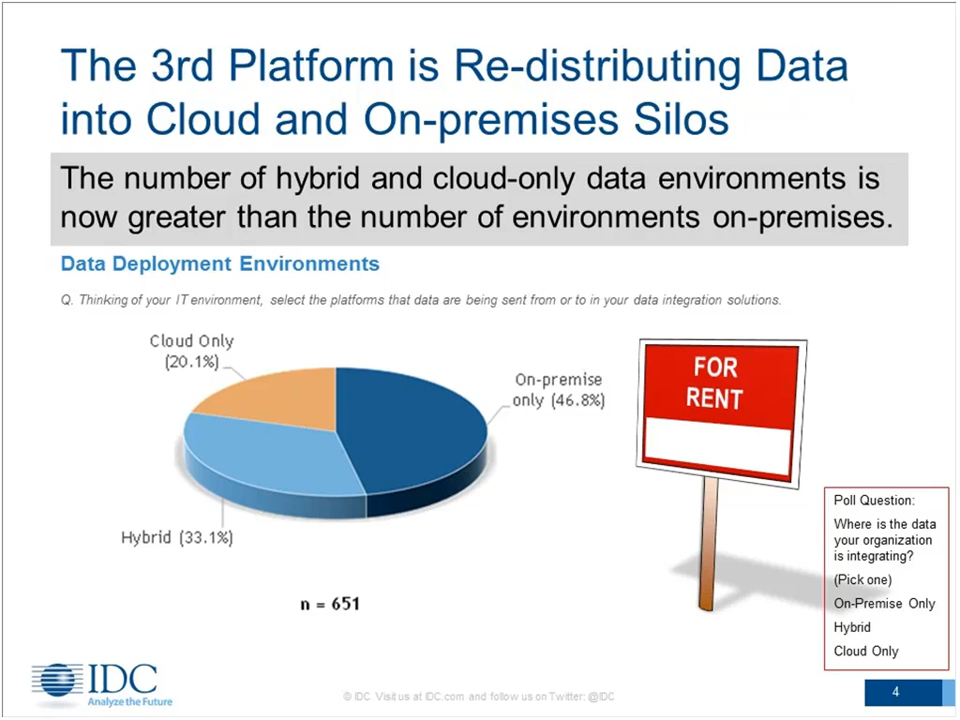 The 3rd Platform is Re-distributing Data
into Cloud and On-premises Silos
The number of hybrid and cloud-only data environments is
now greater than the number of environments on-premises.
Data Deployment Environments
Q. Thinking of your IT environment, select the platforms that data are being sent from or to in your data integration solutions.
Cloud Only
(20.1%)
On-premise
only (46.8%)
Hybrid (33.1%)
n = 651
FOR
RENT
Poll Question:
Where is the data
your organization
is integrating?
(Pick one)
On-Premise Only
Hybrid
Cloud Only
IDC
Analyze the Future
© IDC Visit us at IDC.com and follow us on Twitter: @IDC
4